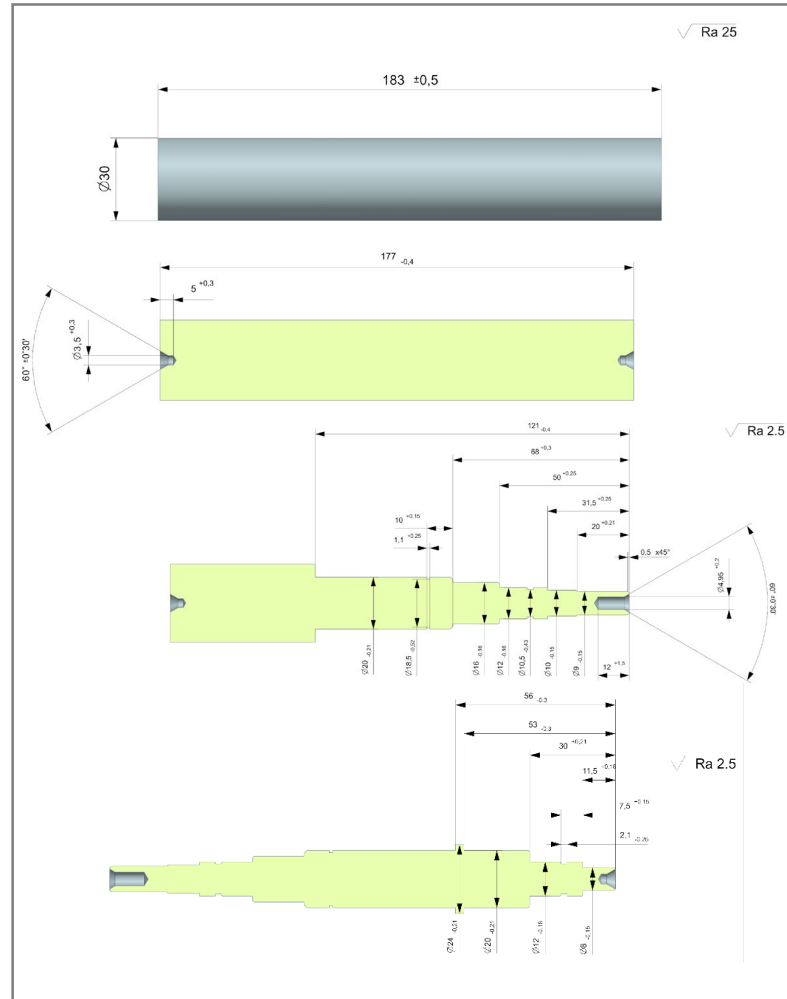 Ra 25
183 ±0,5
Ø30
177 -0,4
5 +0,3
Ø3,5 +0,3
60° ±0°30'
121 -0,4
Ra 2.5
68 +0,3
50 +0,25
31,5 +0,25
10 +0,15
20 +0,21
1,1 +0,25
0,5 x45°
Ø4,95 +0,2
60° ±0°30'
Ø20 -0,21
Ø18,5 -0,52
Ø16 -0,18
Ø12 -0,18
Ø10,5 -0,43
Ø10 -0,15
Ø9 -0,15
12 +1,5
56 -0,3
53 -0,3
30 +0,21
Ra 2.5
11,5 -0,18
7,5 +0,15
2,1 -0,25
Ø24 -0,21
Ø20 -0,21
Ø12 -0,18
Ø8 -0,15